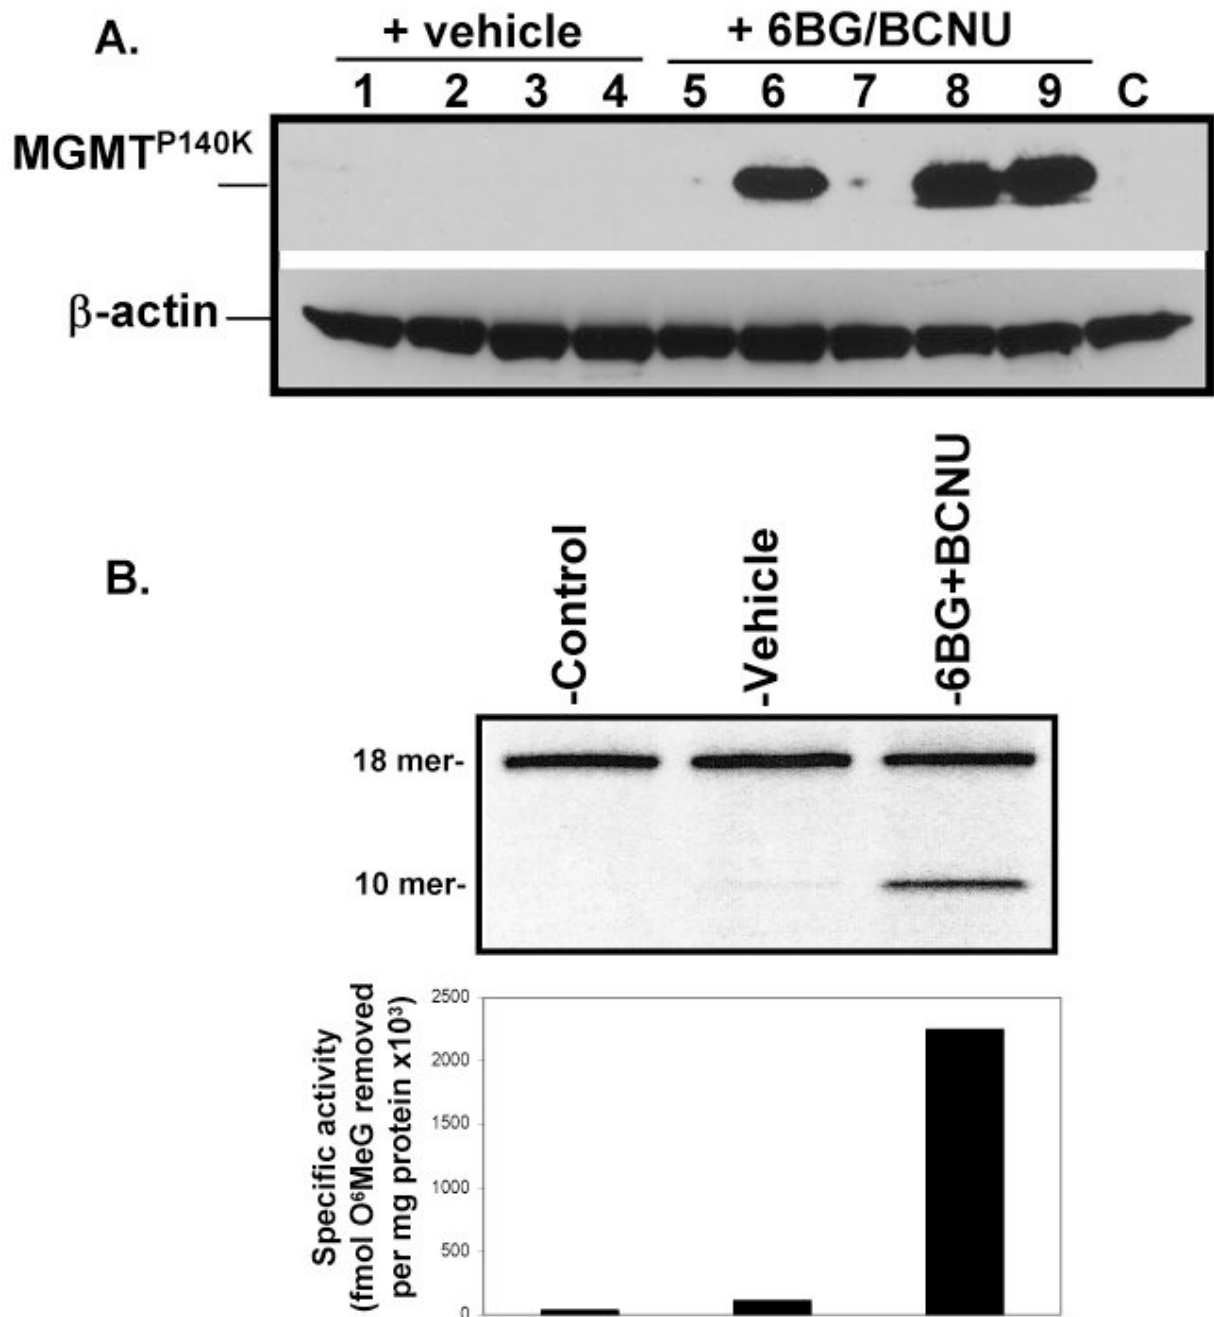 A.
+ vehicle
+ 6BG/BCNU
1 2 3 4 5 6 7 8 9 C
MGMTP140K
β-actin
B.
-Control
-Vehicle
-6BG+BCNU
18 mer-
10 mer-
Specific activity
(fmol O⁶MeG removed
per mg protein x10³)
2500
2000
1500
1000
500
0